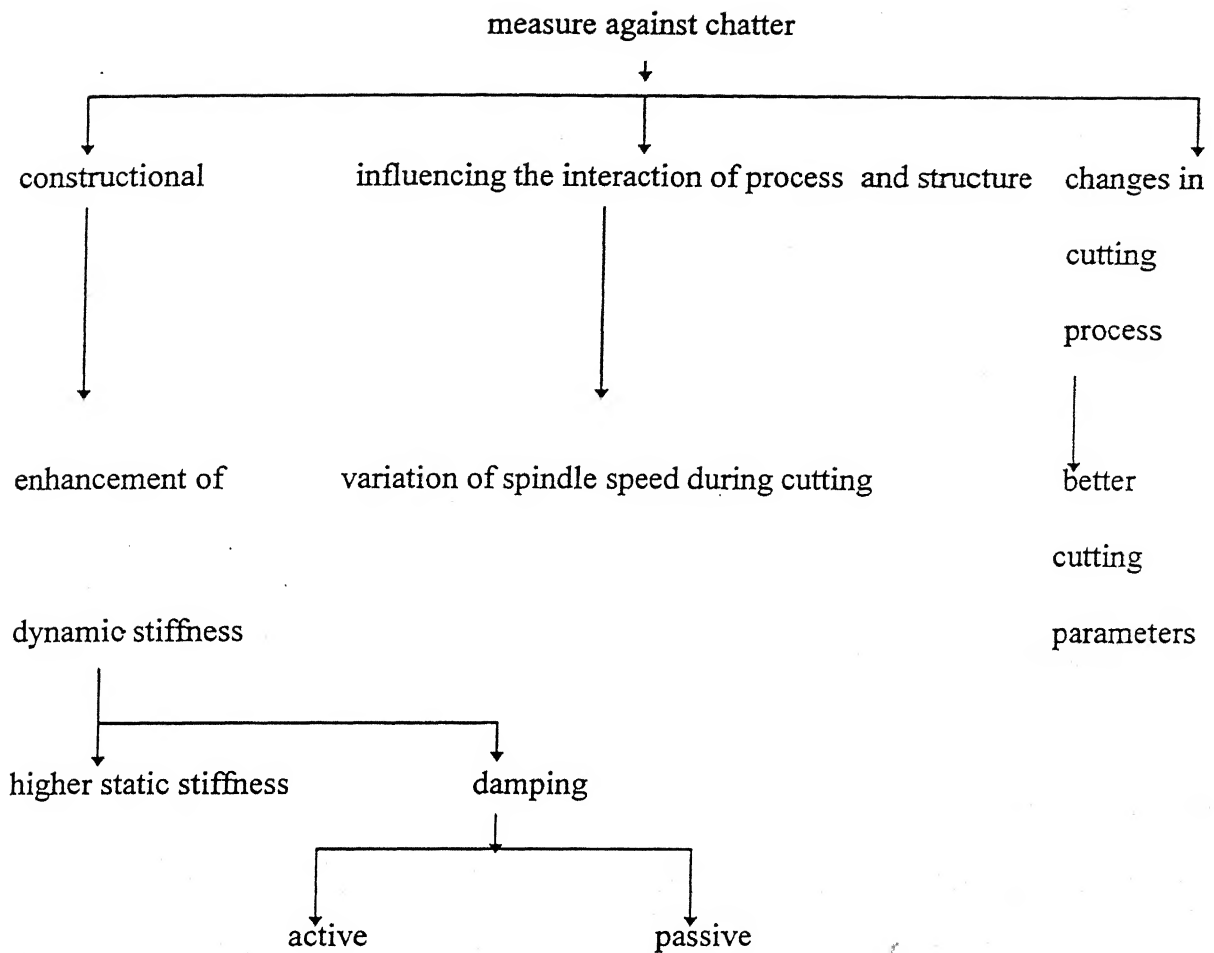 measure against chatter
constructional
influencing the interaction of process and structure
changes in
cutting
process
enhancement of
variation of spindle speed during cutting
better
cutting
dynamic stiffness
parameters
higher static stiffness
damping
active
passive